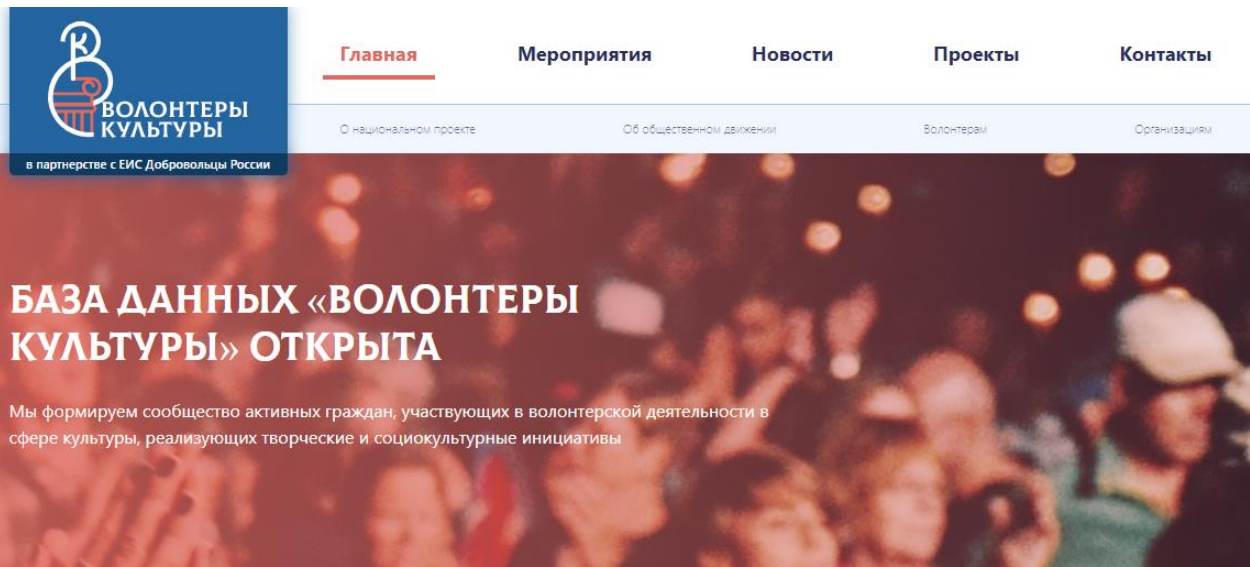 ВОЛОНТЕРЫ
КУЛЬТУРЫ
в партнерстве с ЕИС Добровольцы России
Главная Мероприятия Новости Проекты Контакты
О национальном проекте Об общественном движении Волонтерам Организациям
БАЗА ДАННЫХ «ВОЛОНТЕРЫ
КУЛЬТУРЫ» ОТКРЫТА
Мы формируем сообщество активных граждан, участвующих в волонтерской деятельности в
сфере культуры, реализующих творческие и социокультурные инициативы